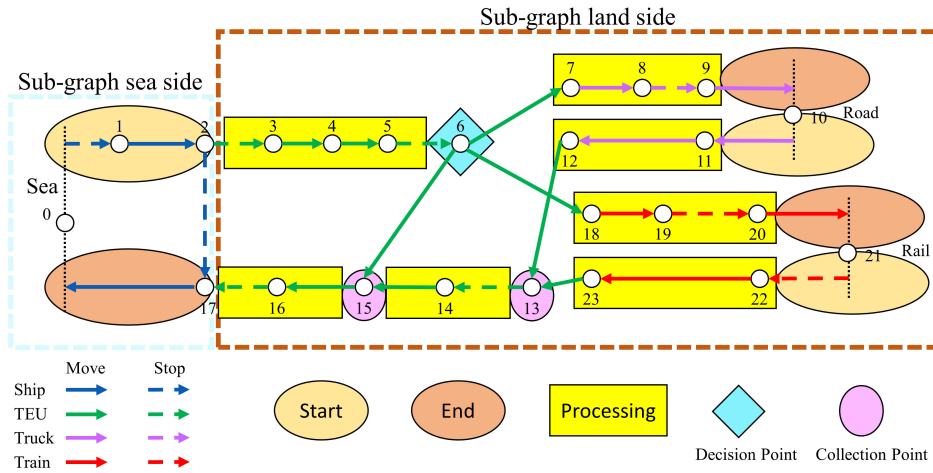 Sub-graph land side
Sub-graph sea side
1
2
3
4
5
6
7
8
9
10
Road
12
11
Sea
0
18
19
20
21
Rail
17
16
15
14
13
23
22
Move
Stop
Ship
TEU
Truck
Train
Start
End
Processing
Decision Point
Collection Point